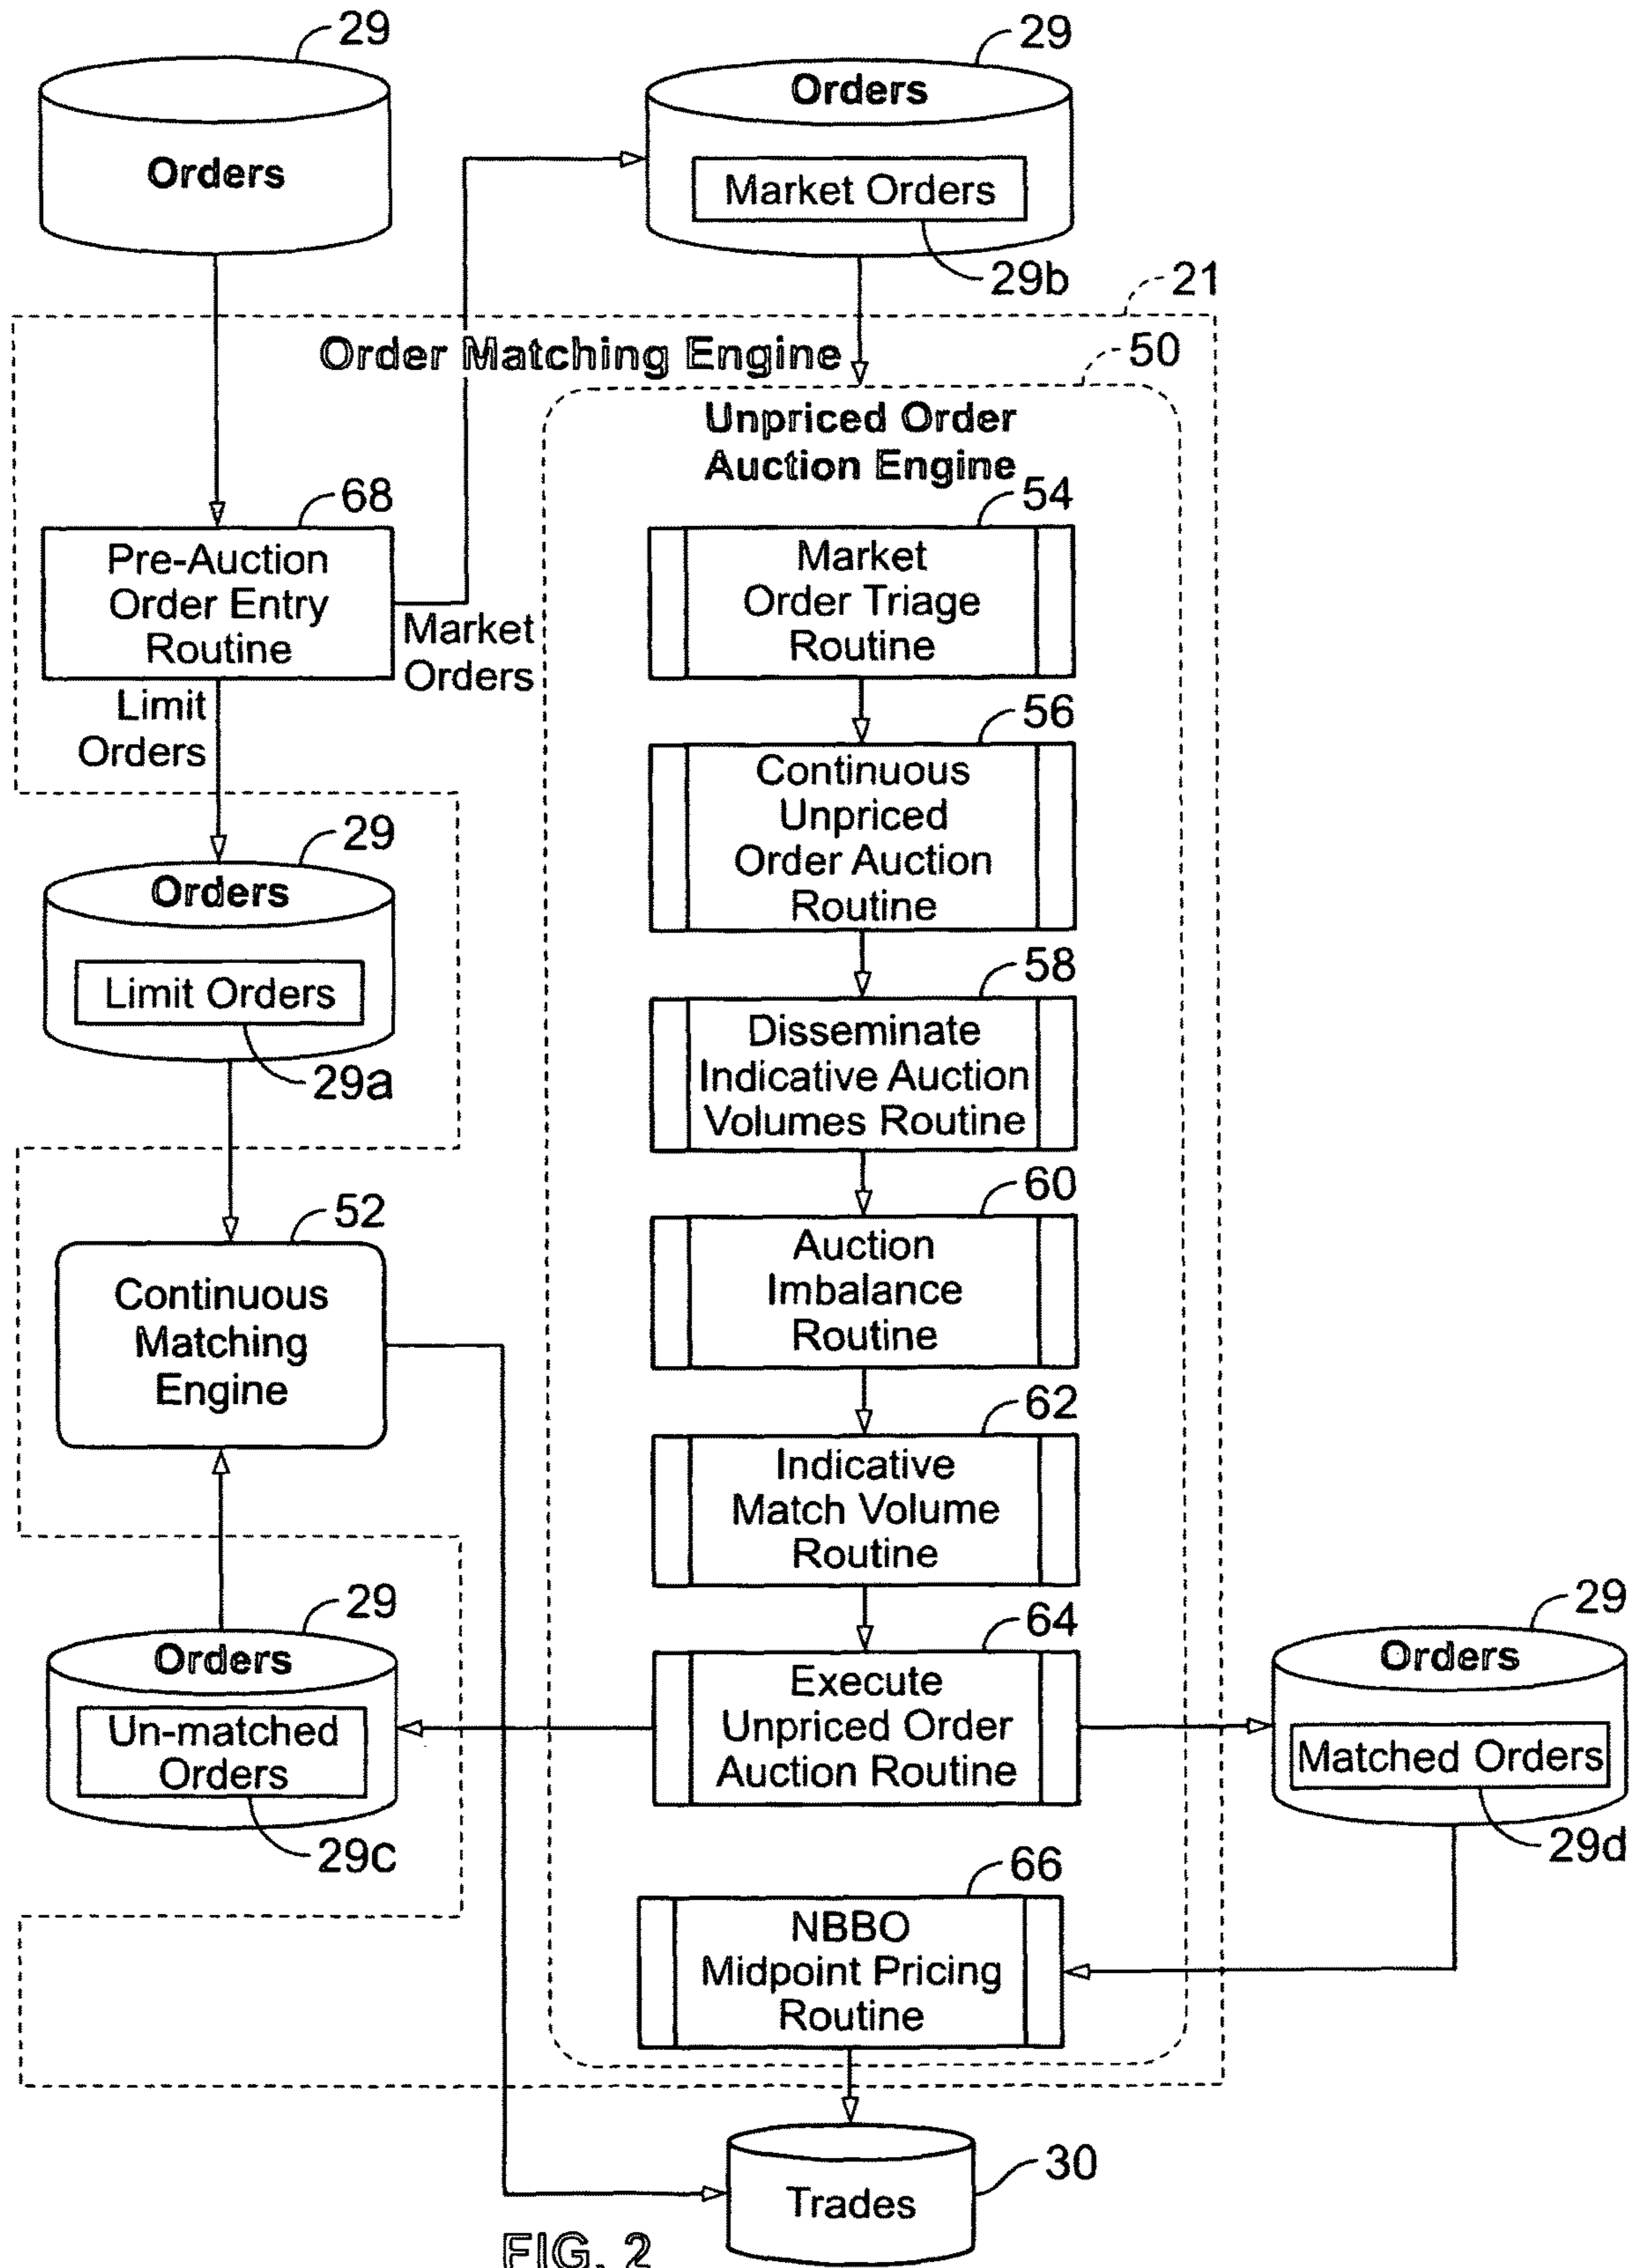 29
Orders
29
Orders
Market Orders
29b
21
Order Matching Engine
50
Unpriced Order
Auction Engine
68
Pre-Auction
Order Entry
Routine
Market
Orders
Limit
Orders
54
Market
Order Triage
Routine
56
Continuous
Unpriced
Order Auction
Routine
29
Orders
Limit Orders
29a
58
Disseminate
Indicative Auction
Volumes Routine
52
Continuous
Matching
Engine
60
Auction
Imbalance
Routine
62
Indicative
Match Volume
Routine
29
Orders
Un-matched
Orders
29c
64
Execute
Unpriced Order
Auction Routine
29
Orders
Matched Orders
29d
66
NBBO
Midpoint Pricing
Routine
30
Trades
FIG. 2